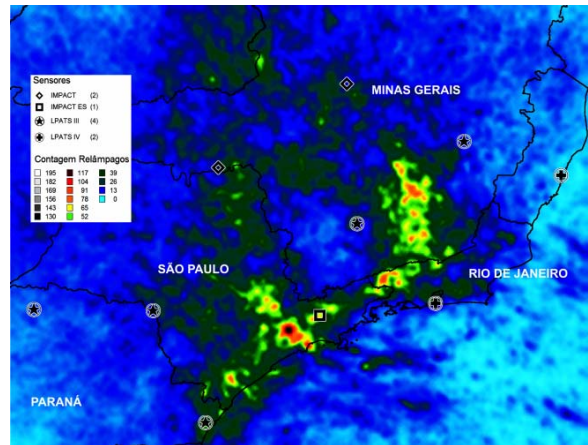 MINAS GERAIS
Sensores
IMPACT (2)
IMPACT ES (1)
LPATS III (4)
LPATS IV (2)
Contagem Relâmpagos
195 117 39
182 104 26
169 91 13
156 78 0
143 65
130 52
SÃO PAULO
RIO DE JANEIRO
PARANÁ